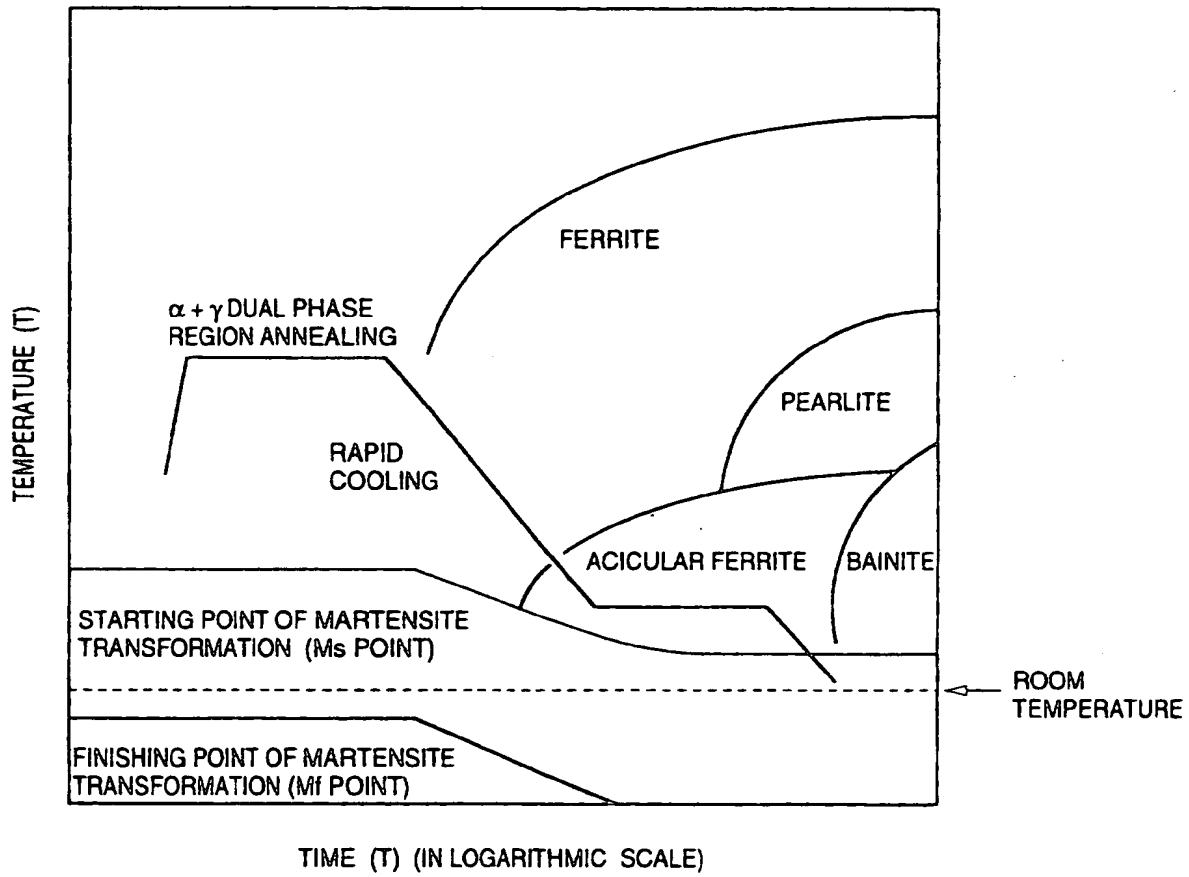 TEMPERATURE (T)
FERRITE
α + γ DUAL PHASE
REGION ANNEALING
PEARLITE
RAPID
COOLING
ACICULAR FERRITE
BAINITE
STARTING POINT OF MARTENSITE
TRANSFORMATION (Ms POINT)
ROOM
TEMPERATURE
FINISHING POINT OF MARTENSITE
TRANSFORMATION (Mf POINT)
TIME (T) (IN LOGARITHMIC SCALE)